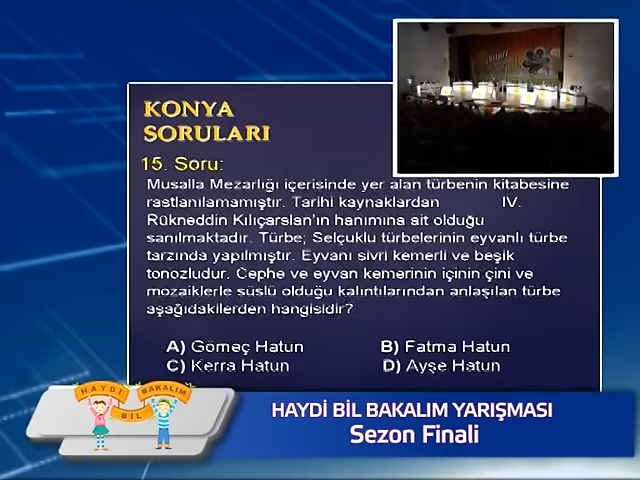 KONYA
SORULARI
15. Soru:
Musalla Mezarlığı içerisinde yer alan türbenin kitabesine
rastlanılamamıştır. Tarihi kaynaklardan IV.
Rükneddin Kılıçarslan'ın hanımına ait olduğu
sanılmaktadır. Türbe; Selçuklu türbelerinin eyvanlı türbe
tarzında yapılmıştır. Eyvanı sivri kemerli ve beşik
tonozludur. Cephe ve eyvan kemerinin içinin çini ve
mozaiklerle süslü olduğu kalıntılarından anlaşılan türbe
aşağıdakilerden hangisidir?
A) Gömeç Hatun B) Fatma Hatun
C) Kerra Hatun D) Ayşe Hatun
HAYDİ BAKALIM
BİL
HAYDİ BİL BAKALIM YARIŞMASI
Sezon Finali